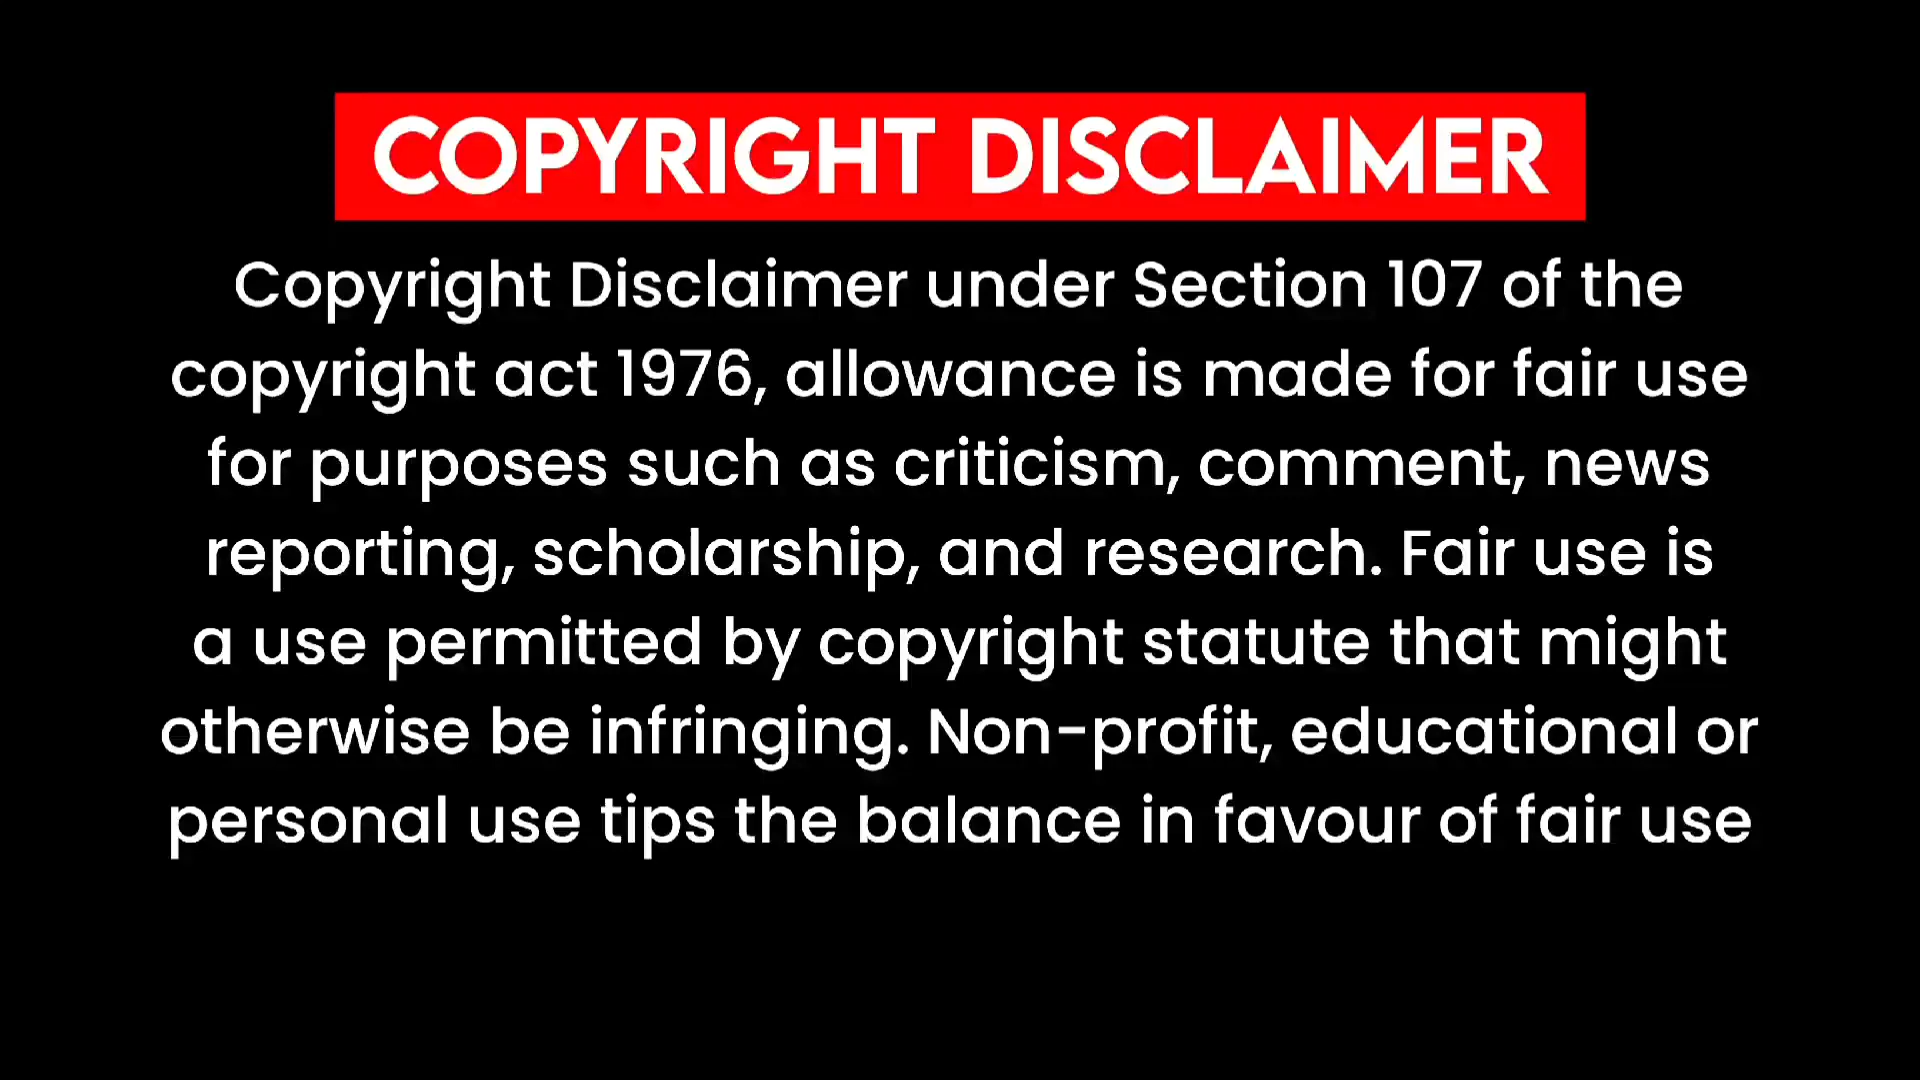 COPYRIGHT DISCLAIMER
Copyright Disclaimer under Section 107 of the
copyright act 1976, allowance is made for fair use
for purposes such as criticism, comment, news
reporting, scholarship, and research. Fair use is
a use permitted by copyright statute that might
otherwise be infringing. Non-profit, educational or
personal use tips the balance in favour of fair use